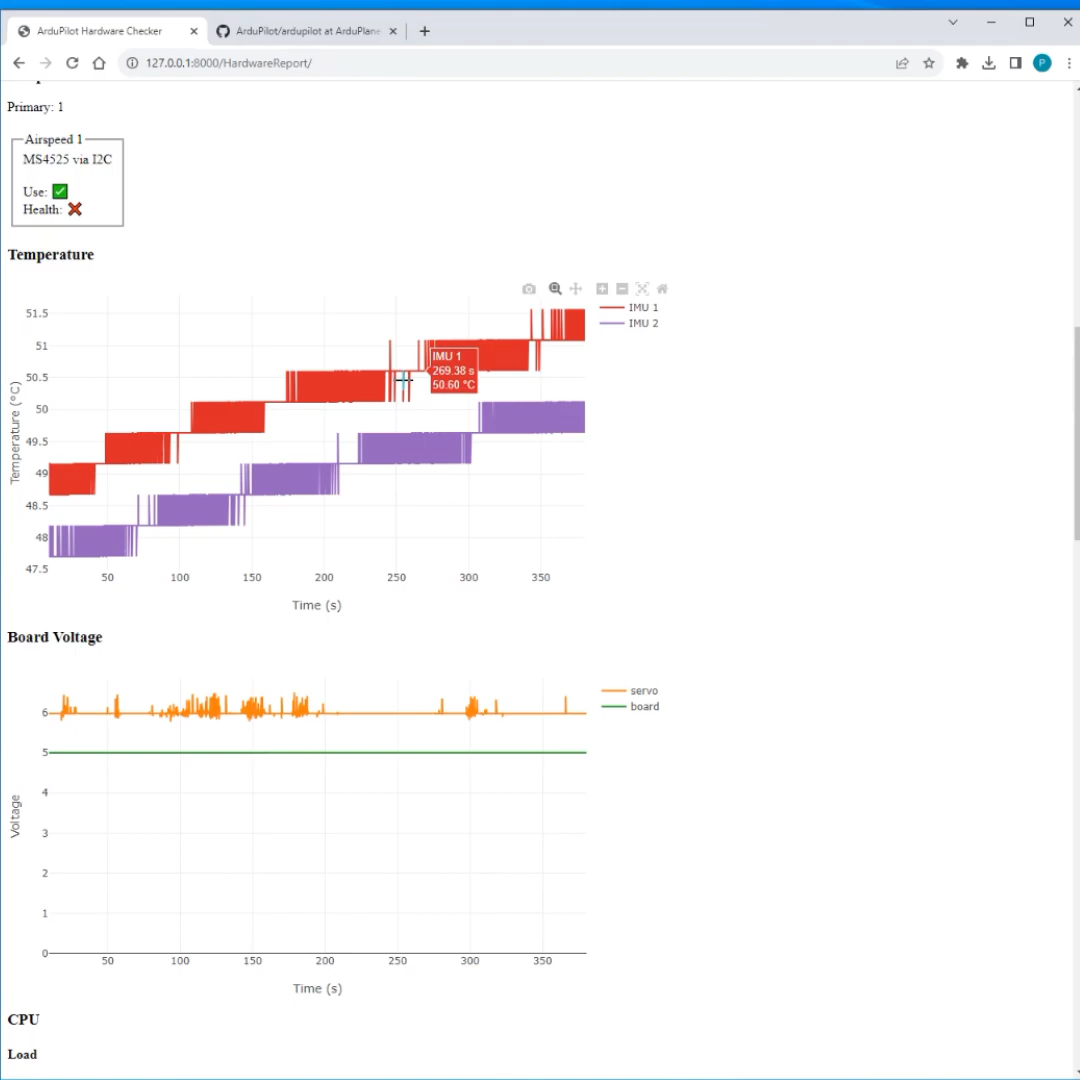 ArduPilot Hardware Checker
ArduPilot/ardupilot at ArduPlane
127.0.0.1:8000/HardwareReport/
P
Primary: 1
Airspeed 1
MS4525 via I2C
Use:
Health:
Temperature
IMU 1
IMU 2
51.5
51
50.5
50
49.5
49
48.5
48
47.5
Temperature (°C)
IMU 1
269.38 s
50.60 °C
50 100 150 200 250 300 350
Time (s)
Board Voltage
servo
board
6
5
4
3
2
1
0
Voltage
50 100 150 200 250 300 350
Time (s)
CPU
Load